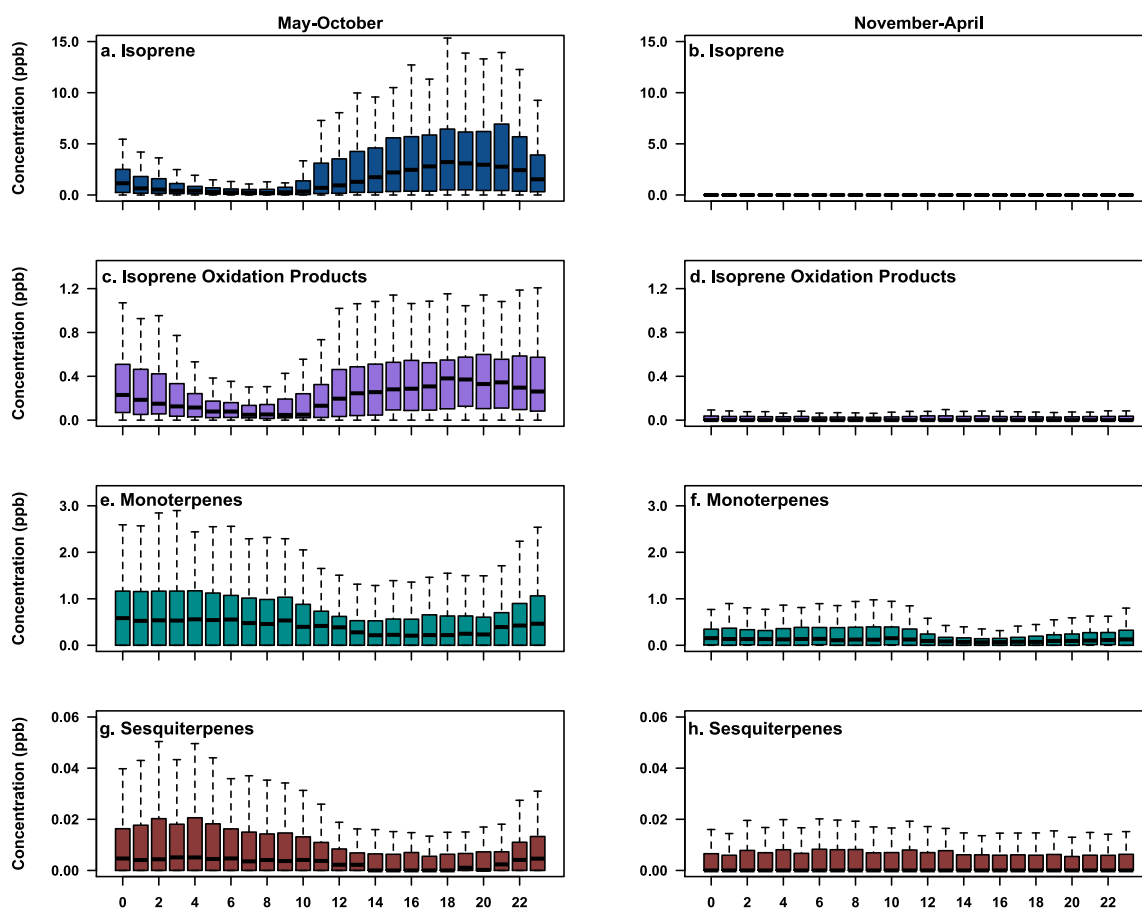 May-October
November-April
Concentration (ppb)
a. Isoprene
15.0
10.0
5.0
0.0
b. Isoprene
15.0
10.0
5.0
0.0
Concentration (ppb)
c. Isoprene Oxidation Products
1.2
0.8
0.4
0.0
d. Isoprene Oxidation Products
1.2
0.8
0.4
0.0
Concentration (ppb)
e. Monoterpenes
3.0
2.0
1.0
0.0
f. Monoterpenes
3.0
2.0
1.0
0.0
Concentration (ppb)
g. Sesquiterpenes
0.06
0.04
0.02
0.00
0 2 4 6 8 10 12 14 16 18 20 22
h. Sesquiterpenes
0.06
0.04
0.02
0.00
0 2 4 6 8 10 12 14 16 18 20 22